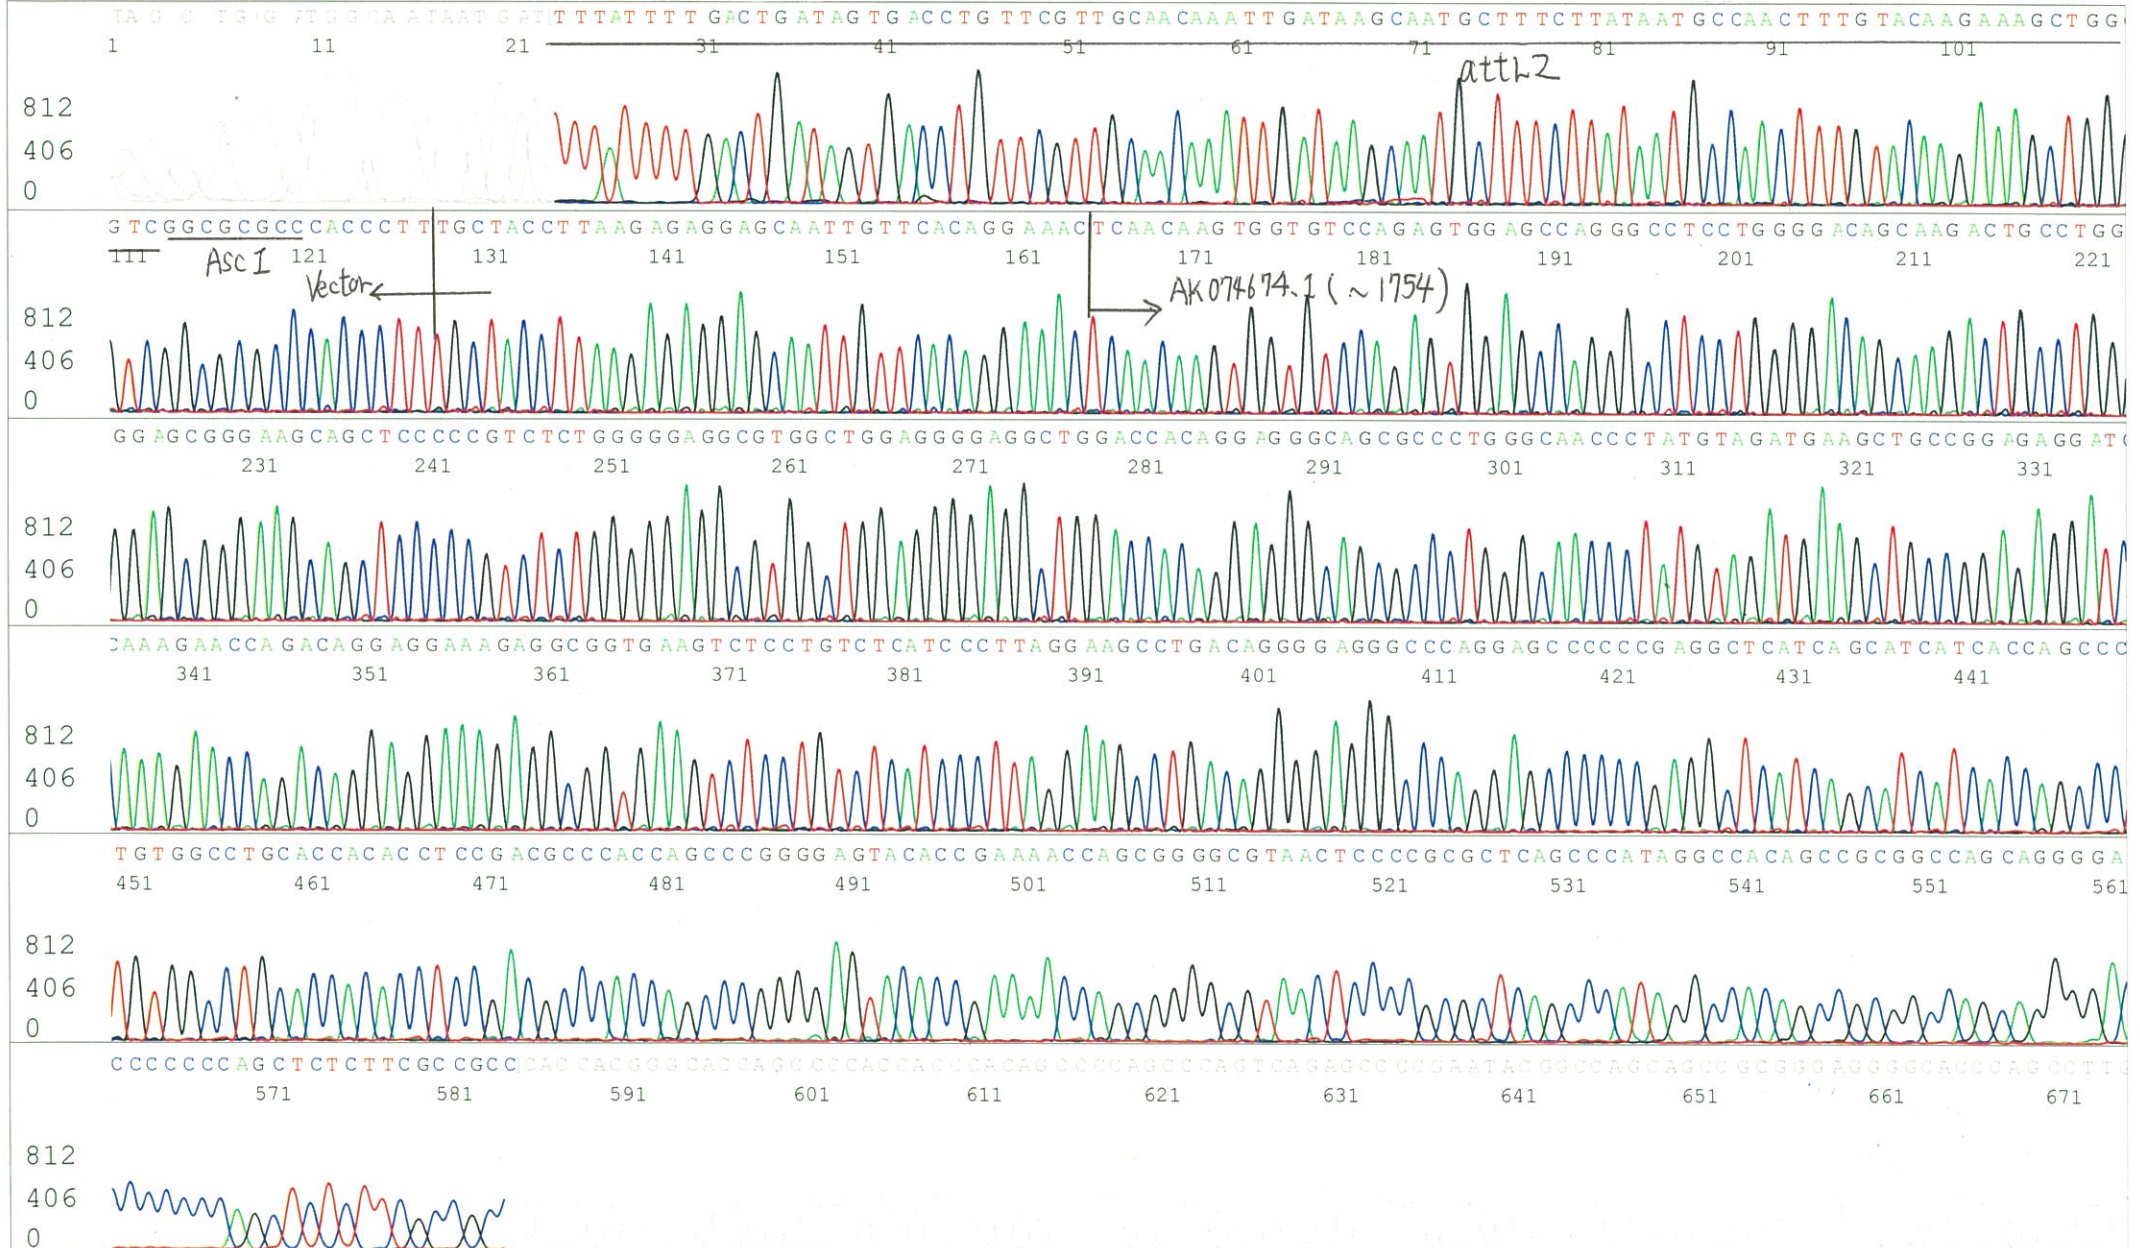 TTTATTTTGACTGATAGTGACCTGTTCGTTGCAACAAATTGATAAGCAATGCTTTCTTATAATGCCAACTTTGTACAAGAAAGCTGG
1 11 21 31 41 51 61 71 81 91 101
attL2
812
406
0
GTCGGCGCGCCCACCCTTTGCTACCTTAAGAGAGGAGCAATTGTTCACAGGAAACTCAACAAGTGGTGTCCAGAGTGGAGCCAGGGCCTCCTGGGGACAGCAAGACTGCCTGG
111 121 131 141 151 161 171 181 191 201 211 221
Asc I
Vector
AK074674.1 (~1754)
812
406
0
GGAGCGGGAAGCAGCTCCCCCGTCTCTGGGGGAGGCGTGGCTGGAGGGGAGGCTGGACCACAGGAGGGCAGCGCCCTGGGCAACCCTATGTAGATGAAGCTGCCGGAGAGGATC
231 241 251 261 271 281 291 301 311 321 331
812
406
0
CAAAGAACCAGACAGGAGGAAAGAGGCGGTGAAGTCTCCTGTCTCATCCCTTAGGAAGCCTGACAGGGGAGGGCCCAGGAGCCCCCCGAGGCTCATCAGCATCATCACCAGCCC
341 351 361 371 381 391 401 411 421 431 441
812
406
0
TGTGGCCTGCACCACACCTCCGACGCCCACCAGCCCGGGGAGTACACCGAAAACCAGCGGGGCGTAACTCCCCGCGCTCAGCCCATAGGCCACAGCCGCGGCCAGCAGGGGA
451 461 471 481 491 501 511 521 531 541 551 561
812
406
0
CCCCCCCAGCTCTCTTCGCCGCC
571 581 591 601 611 621 631 641 651 661 671
812
406
0